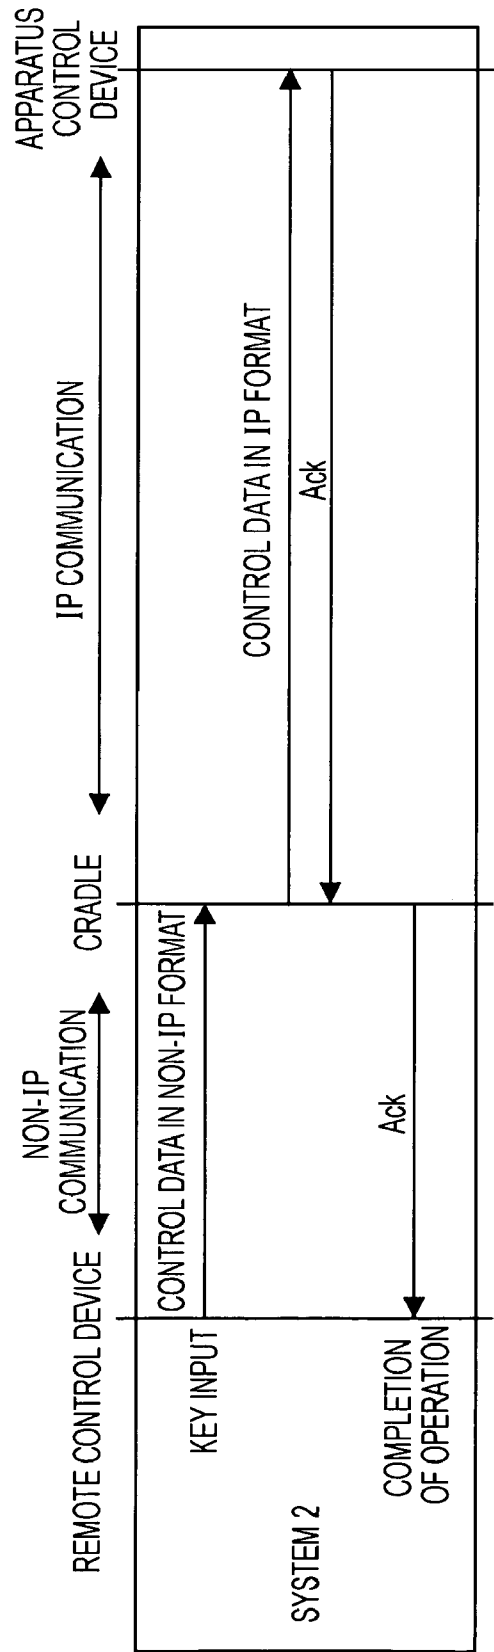 REMOTE CONTROL DEVICE
NON-IP
COMMUNICATION
CRADLE
IP COMMUNICATION
APPARATUS
CONTROL
DEVICE
SYSTEM 2
KEY INPUT
CONTROL DATA IN NON-IP FORMAT
CONTROL DATA IN IP FORMAT
Ack
Ack
COMPLETION
OF OPERATION